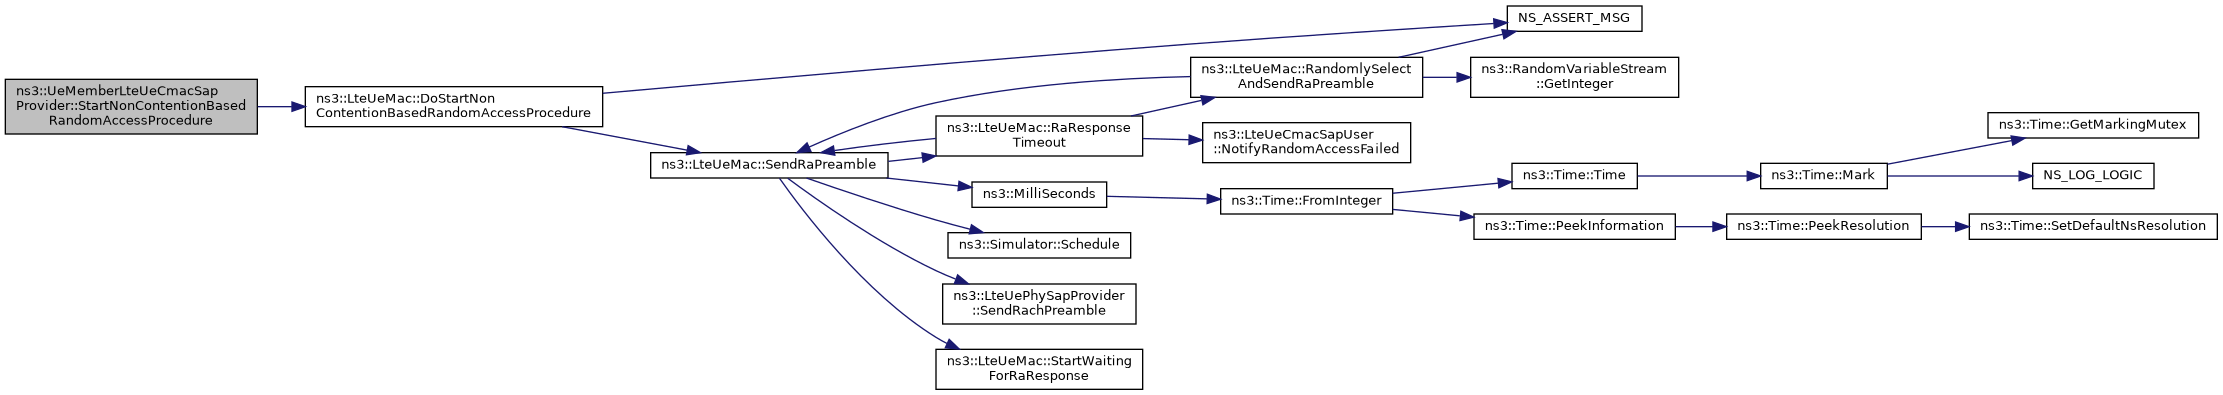 ns3::UeMemberLteUeCmacSap
Provider::StartNonContentionBased
RandomAccessProcedure
ns3::LteUeMac::DoStartNon
ContentionBasedRandomAccessProcedure
NS_ASSERT_MSG
ns3::LteUeMac::SendRaPreamble
ns3::LteUeMac::RaResponse
Timeout
ns3::LteUeMac::RandomlySelect
AndSendRaPreamble
ns3::RandomVariableStream
::GetInteger
ns3::LteUeCmacSapUser
::NotifyRandomAccessFailed
ns3::MilliSeconds
ns3::Time::FromInteger
ns3::Time::Time
ns3::Time::Mark
ns3::Time::GetMarkingMutex
NS_LOG_LOGIC
ns3::Time::PeekInformation
ns3::Time::PeekResolution
ns3::Time::SetDefaultNsResolution
ns3::Simulator::Schedule
ns3::LteUePhySapProvider
::SendRachPreamble
ns3::LteUeMac::StartWaiting
ForRaResponse